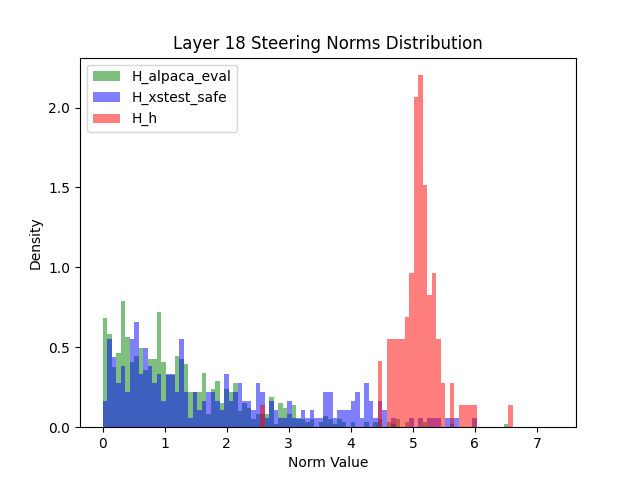 Layer 18 Steering Norms Distribution
H_alpaca_eval
H_xstest_safe
H_h
Density
2.0
1.5
1.0
0.5
0.0
0 1 2 3 4 5 6 7
Norm Value